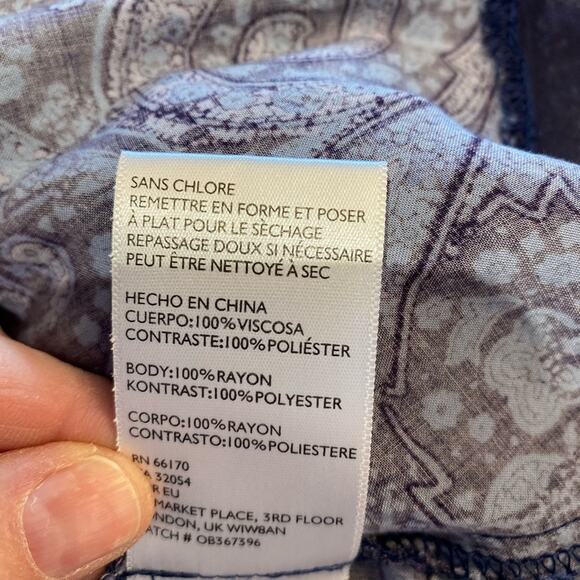 SANS CHLORE
REMETTRE EN FORME ET POSER
À PLAT POUR LE SÈCHAGE
REPASSAGE DOUX SI NÉCESSAIRE
PEUT ÊTRE NETTOYÉ À SEC
HECHO EN CHINA
CUERPO:100%VISCOSA
CONTRASTE:100%POLIÉSTER
BODY:100%RAYON
KONTRAST:100%POLYESTER
CORPO:100%RAYON
CONTRASTO:100%POLIESTERE
RN 66170
A 32054
R EU
MARKET PLACE, 3RD FLOOR
ONDON, UK W1W8AN
ATCH # OB367396